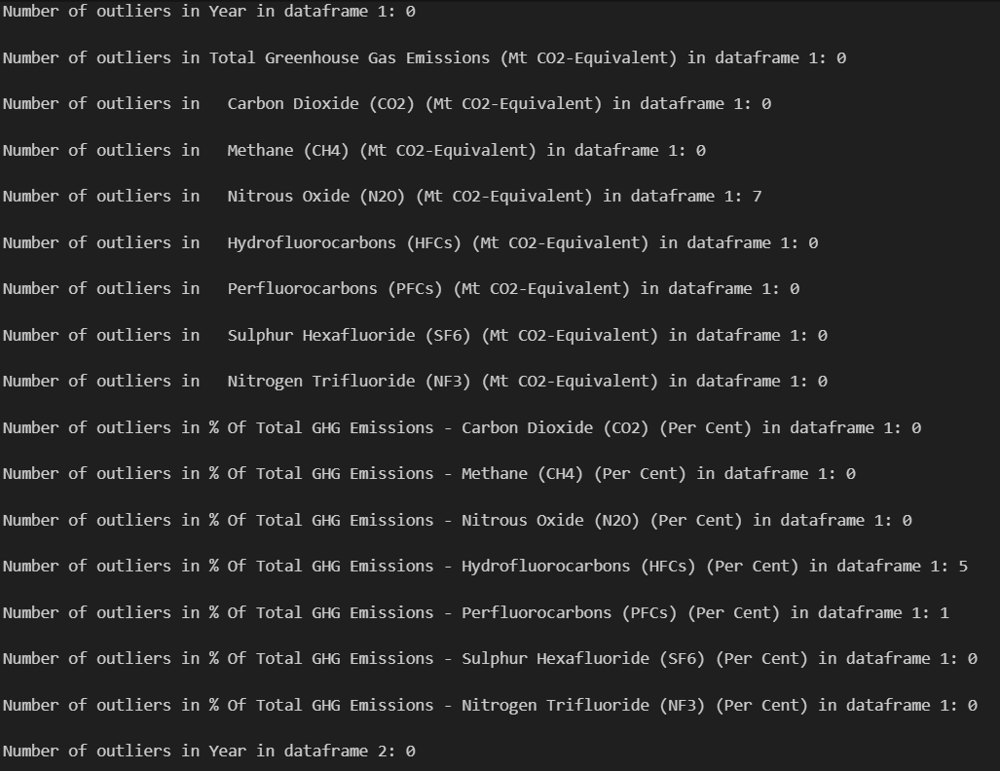 Number of outliers in Year in dataframe 1: 0
Number of outliers in Total Greenhouse Gas Emissions (Mt CO2-Equivalent) in dataframe 1: 0
Number of outliers in   Carbon Dioxide (CO2) (Mt CO2-Equivalent) in dataframe 1: 0
Number of outliers in   Methane (CH4) (Mt CO2-Equivalent) in dataframe 1: 0
Number of outliers in   Nitrous Oxide (N2O) (Mt CO2-Equivalent) in dataframe 1: 7
Number of outliers in   Hydrofluorocarbons (HFCs) (Mt CO2-Equivalent) in dataframe 1: 0
Number of outliers in   Perfluorocarbons (PFCs) (Mt CO2-Equivalent) in dataframe 1: 0
Number of outliers in   Sulphur Hexafluoride (SF6) (Mt CO2-Equivalent) in dataframe 1: 0
Number of outliers in   Nitrogen Trifluoride (NF3) (Mt CO2-Equivalent) in dataframe 1: 0
Number of outliers in % Of Total GHG Emissions - Carbon Dioxide (CO2) (Per Cent) in dataframe 1: 0
Number of outliers in % Of Total GHG Emissions - Methane (CH4) (Per Cent) in dataframe 1: 0
Number of outliers in % Of Total GHG Emissions - Nitrous Oxide (N2O) (Per Cent) in dataframe 1: 0
Number of outliers in % Of Total GHG Emissions - Hydrofluorocarbons (HFCs) (Per Cent) in dataframe 1: 5
Number of outliers in % Of Total GHG Emissions - Perfluorocarbons (PFCs) (Per Cent) in dataframe 1: 1
Number of outliers in % Of Total GHG Emissions - Sulphur Hexafluoride (SF6) (Per Cent) in dataframe 1: 0
Number of outliers in % Of Total GHG Emissions - Nitrogen Trifluoride (NF3) (Per Cent) in dataframe 1: 0
Number of outliers in Year in dataframe 2: 0